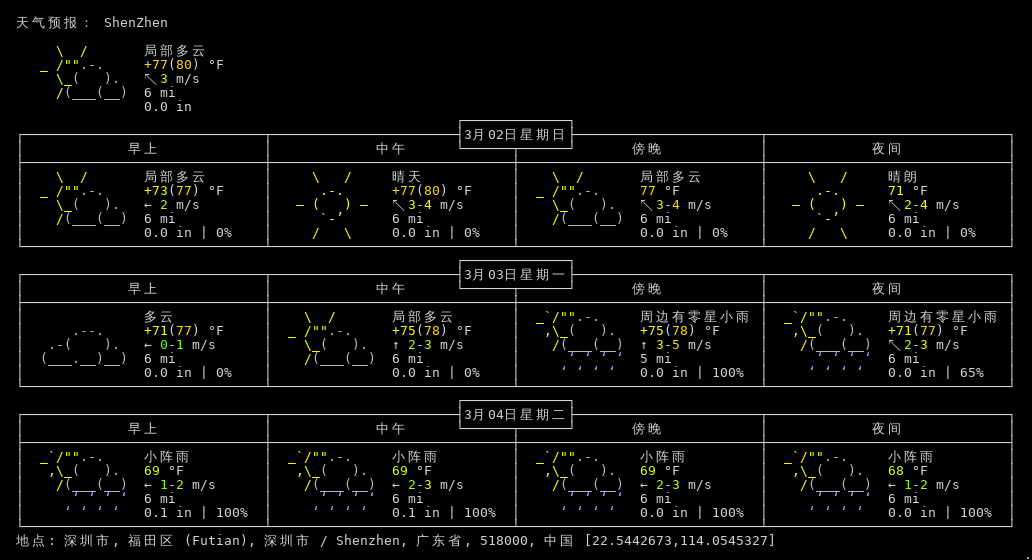 天气预报： ShenZhen
局部多云
+77(80) °F
↖ 3 m/s
6 mi
0.0 in
3月02日星期日
早上 中午 傍晚 夜间
局部多云 晴天 局部多云 晴朗
+73(77) °F +77(80) °F 77 °F 71 °F
← 2 m/s ↖ 3-4 m/s ↖ 3-4 m/s ↖ 2-4 m/s
6 mi 6 mi 6 mi 6 mi
0.0 in | 0% 0.0 in | 0% 0.0 in | 0% 0.0 in | 0%
3月03日星期一
早上 中午 傍晚 夜间
多云 局部多云 周边有零星小雨 周边有零星小雨
+71(77) °F +75(78) °F +75(78) °F +71(77) °F
← 0-1 m/s ↑ 2-3 m/s ↑ 3-5 m/s ↖ 2-3 m/s
6 mi 6 mi 5 mi 6 mi
0.0 in | 0% 0.0 in | 0% 0.0 in | 100% 0.0 in | 65%
3月04日星期二
早上 中午 傍晚 夜间
小阵雨 小阵雨 小阵雨 小阵雨
69 °F 69 °F 69 °F 68 °F
← 1-2 m/s ← 2-3 m/s ← 2-3 m/s ← 1-2 m/s
6 mi 6 mi 6 mi 6 mi
0.1 in | 100% 0.1 in | 100% 0.0 in | 100% 0.0 in | 100%
地点: 深圳市, 福田区 (Futian), 深圳市 / Shenzhen, 广东省, 518000, 中国 [22.5442673,114.0545327]